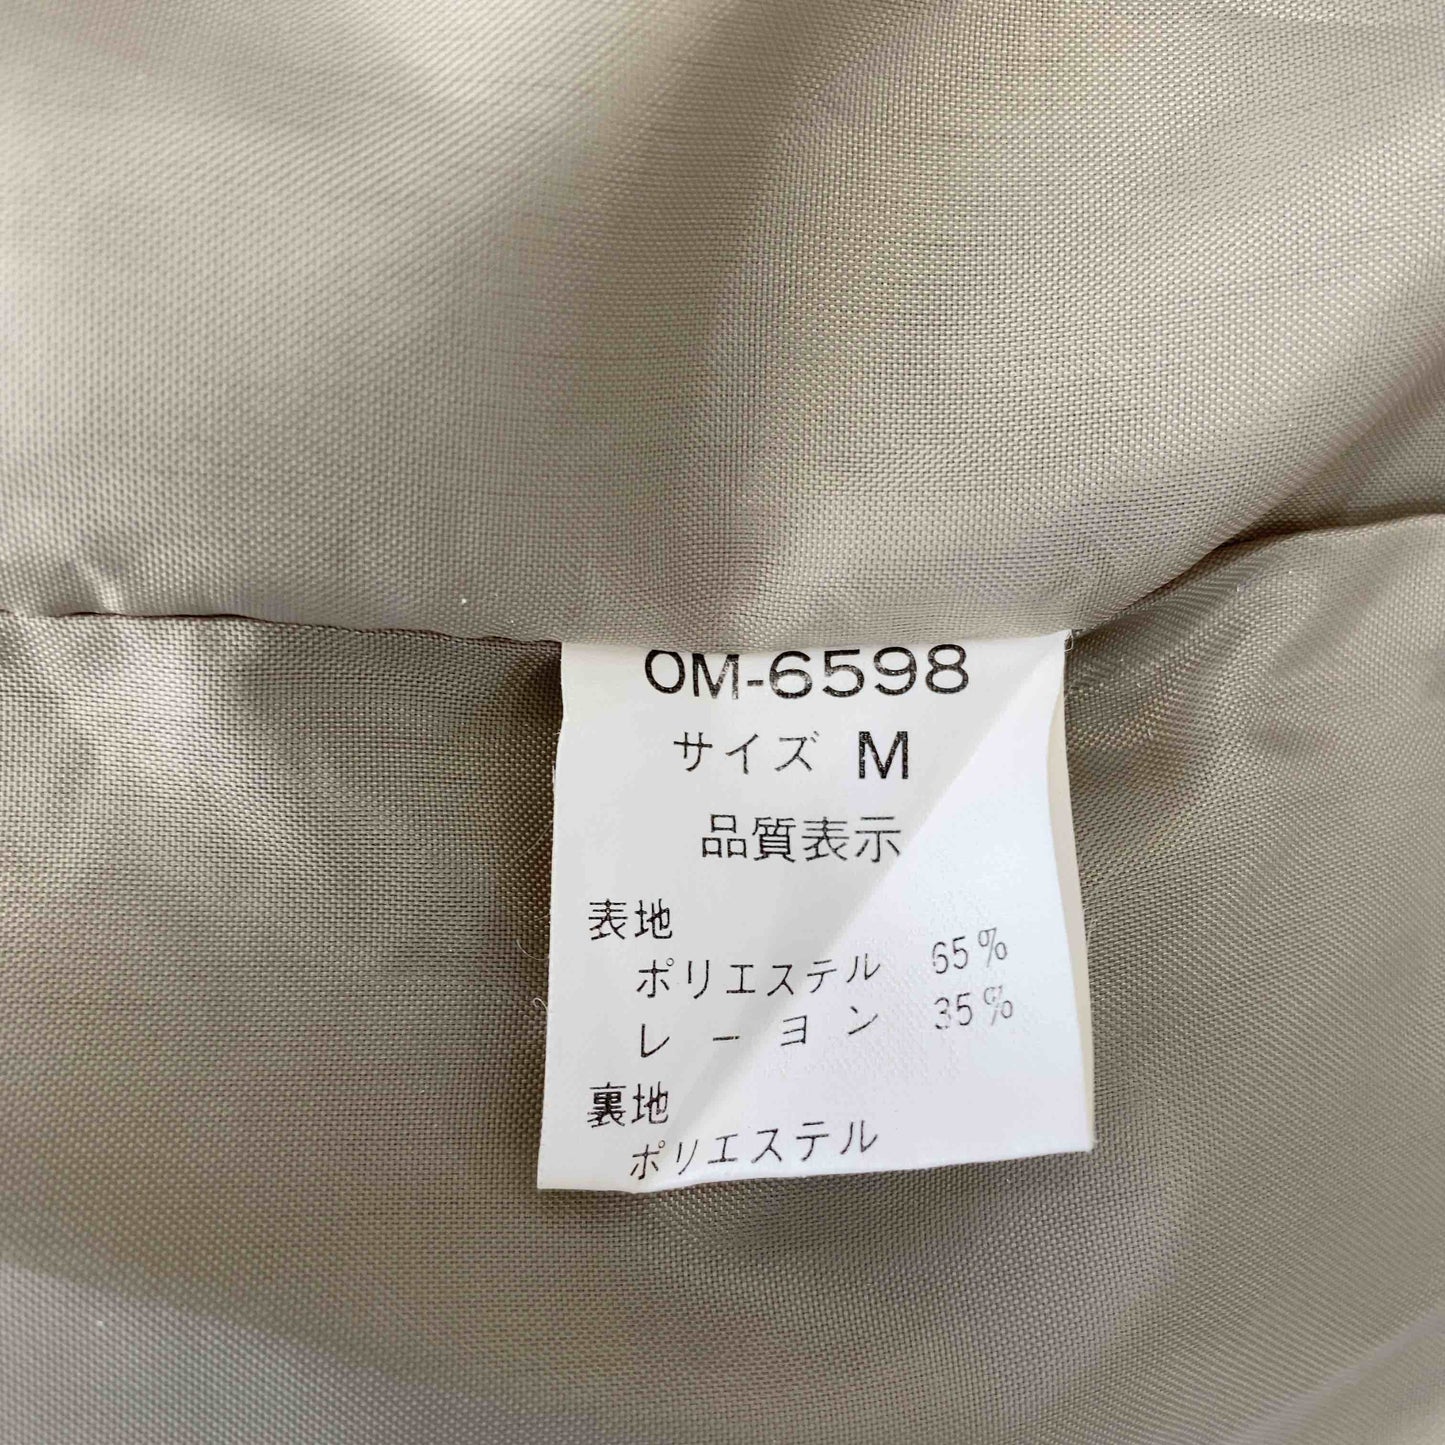 OM-6598
サイズ M
品質表示
表地
ポリエステル 65%
レーヨン 35%
裏地
ポリエステル